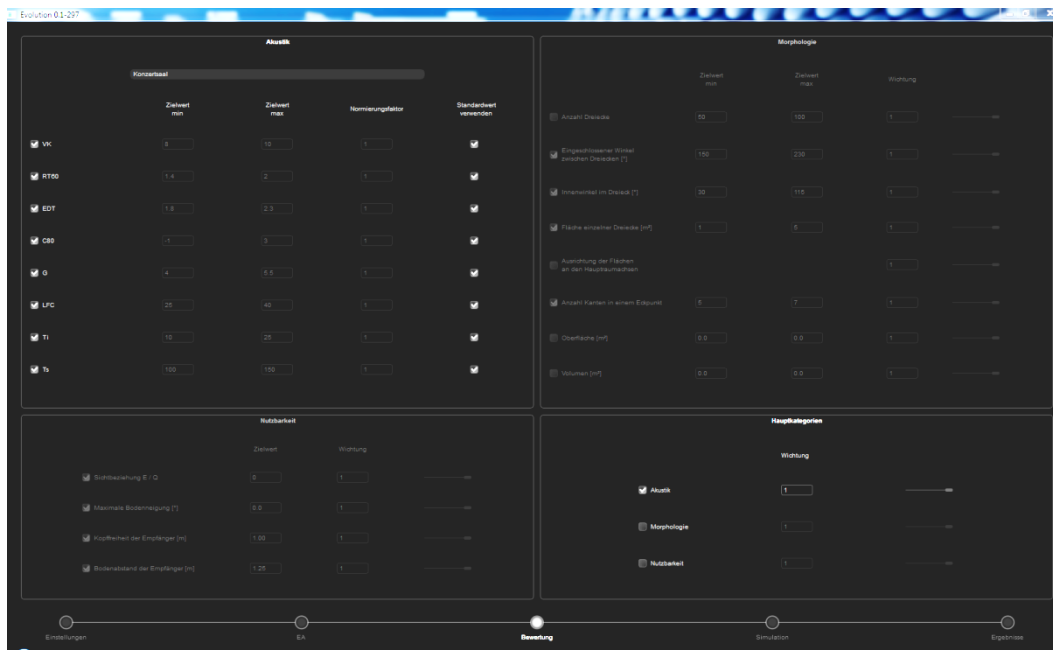 Evolution 0.1-297
Akustik
Konzertsaal
Zielwert min Zielwert max Normierungsfaktor Standardwert verwenden
VK 8 10 1
RT60 1.4 2 1
EDT 1.8 2.3 1
C80 -1 3 1
G 4 5.5 1
LFC 25 40 1
Ti 18 25 1
Ts 100 150 1
Morphologie
Zielwert min Zielwert max Wichtung
Anzahl Dreiecke 50 100 1
Eingeschlossener Winkel
zwischen Dreiecken [°] 150 230 1
Innenwinkel im Dreieck [°] 30 115 1
Fläche einzelner Dreiecke [m²] 1 5 1
Ausrichtung der Flächen
an den Hauptraumachsen 1
Anzahl Kanten in einem Eckpunkt 5 7 1
Oberfläche [m²] 0.0 0.0 1
Volumen [m³] 0.0 0.0 1
Nutzbarkeit
Zielwert Wichtung
Sichtbeziehung E / Q 1
Maximale Bodenneigung [°] 0.0 1
Kopffreiheit der Empfänger [m] 1.00 1
Bodenabstand der Empfänger [m] 1.25 1
Hauptkategorien
Wichtung
Akustik 1
Morphologie 1
Nutzbarkeit 1
Einstellungen EA Bewertung Simulation Ergebnisse